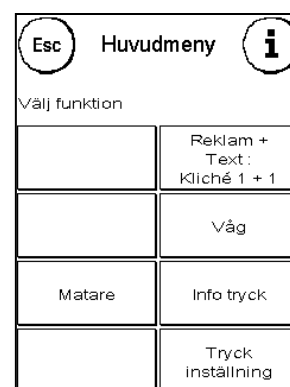 Esc Huvudmeny i
Välj funktion
Reklam +
Text :
Kliché 1 + 1
Våg
Matare Info tryck
Tryck
inställning